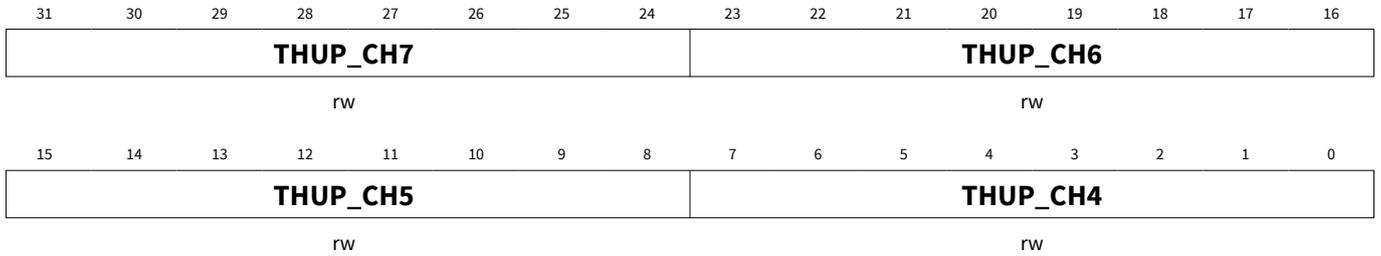 31 30 29 28 27 26 25 24 23 22 21 20 19 18 17 16
THUP_CH7 THUP_CH6
rw rw
15 14 13 12 11 10 9 8 7 6 5 4 3 2 1 0
THUP_CH5 THUP_CH4
rw rw